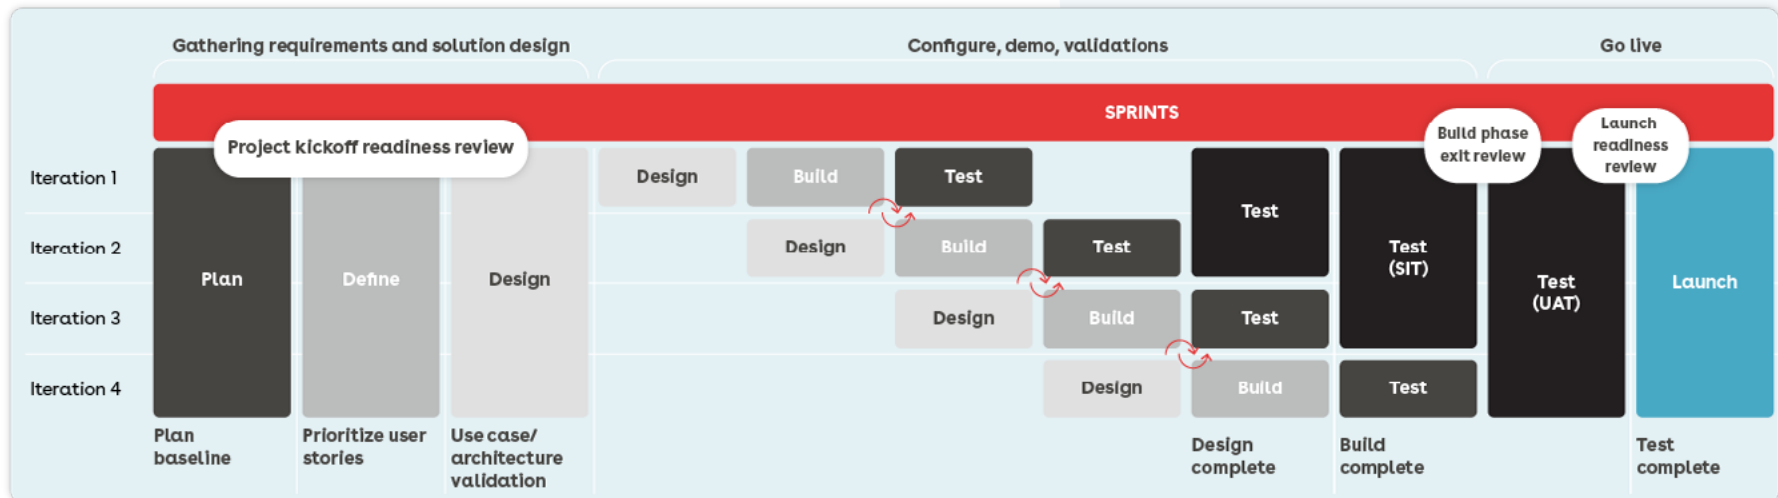 Gathering requirements and solution design
Configure, demo, validations
Go live
SPRINTS
Project kickoff readiness review
Build phase
exit review
Launch
readiness
review
Iteration 1
Design
Build
Test
Test
Iteration 2
Design
Build
Test
Test
(SIT)
Plan
Define
Design
Test
(UAT)
Launch
Iteration 3
Design
Build
Test
Iteration 4
Design
Build
Test
Plan
baseline
Prioritize user
stories
Use case/
architecture
validation
Design
complete
Build
complete
Test
complete